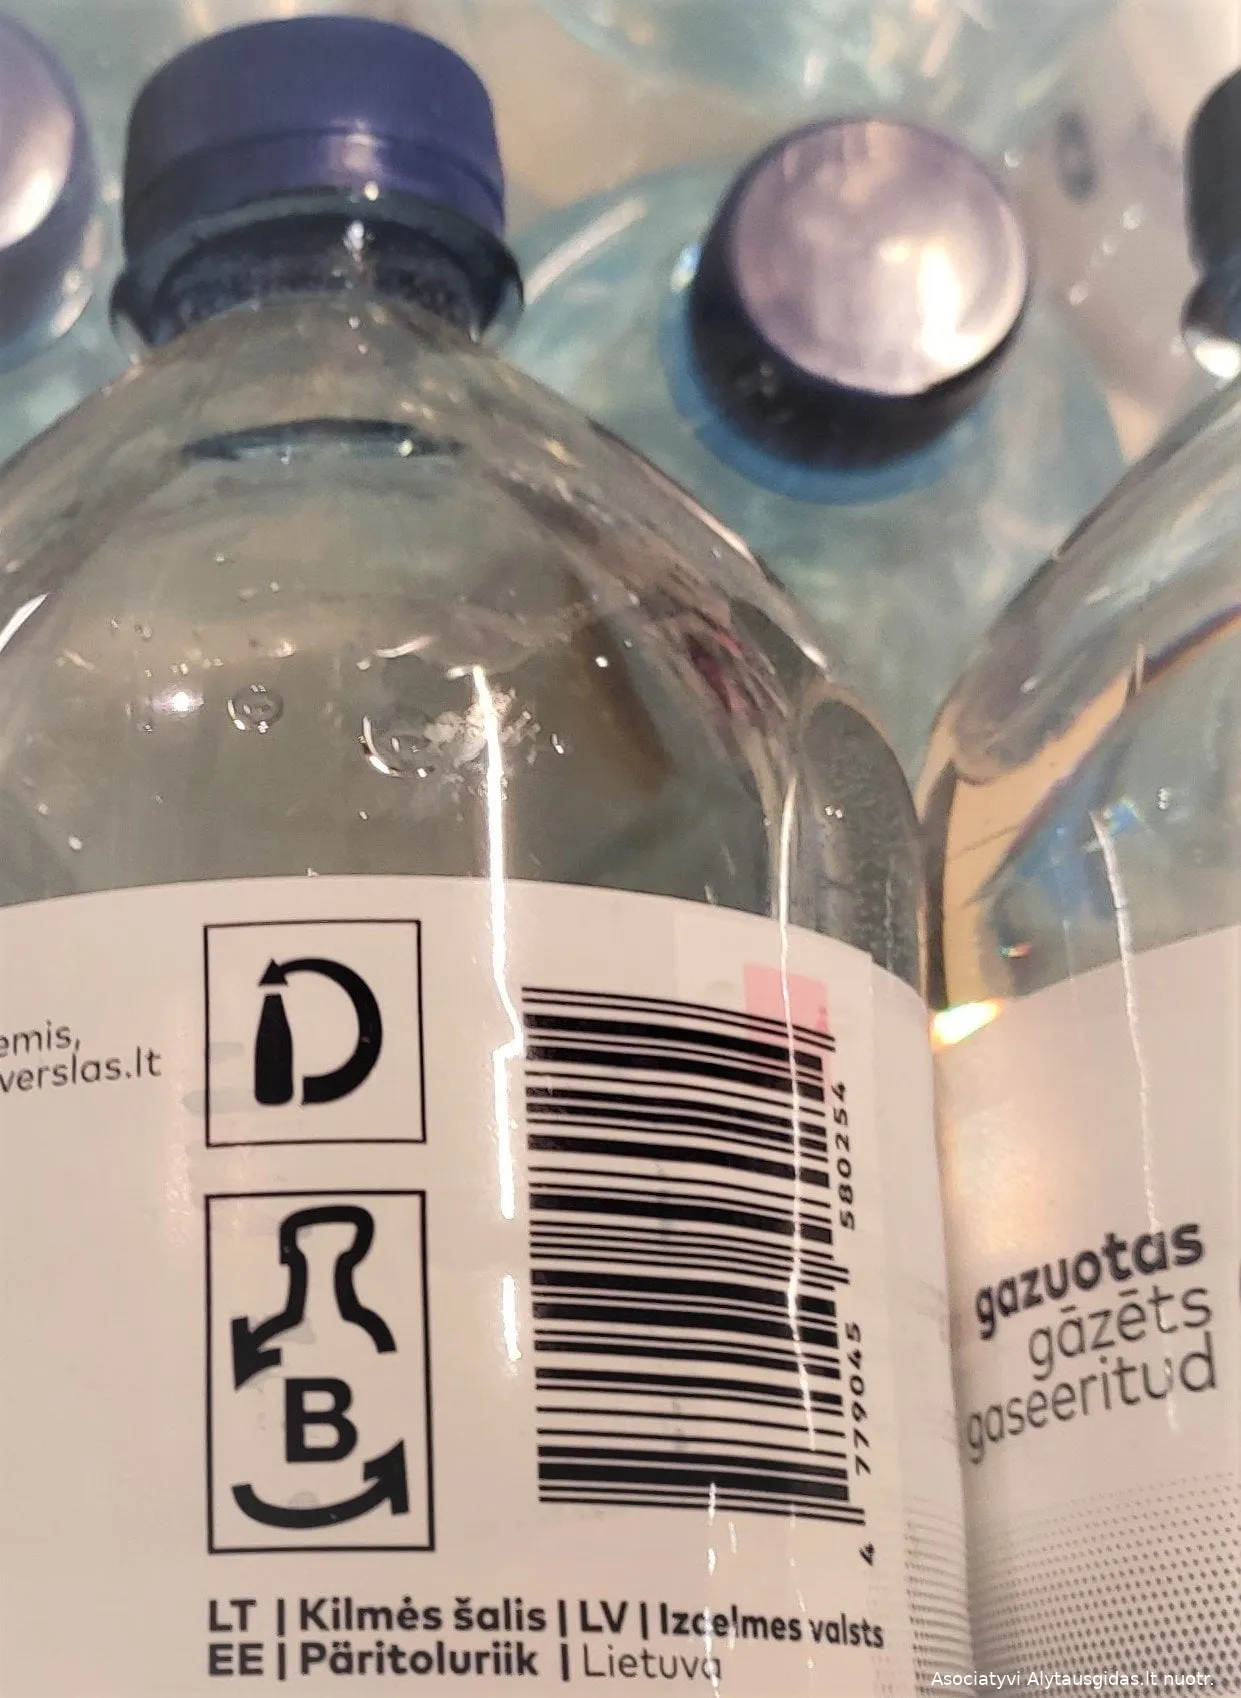 emis,
verslas.lt
D
B
4 779045 580254
LT | Kilmės šalis | LV | Izcelmes valsts
EE | Päritoluriik | Lietuva
gazuotas
gāzēts
gaseeritud
Asociatyvi Alytausgidas.lt nuotr.